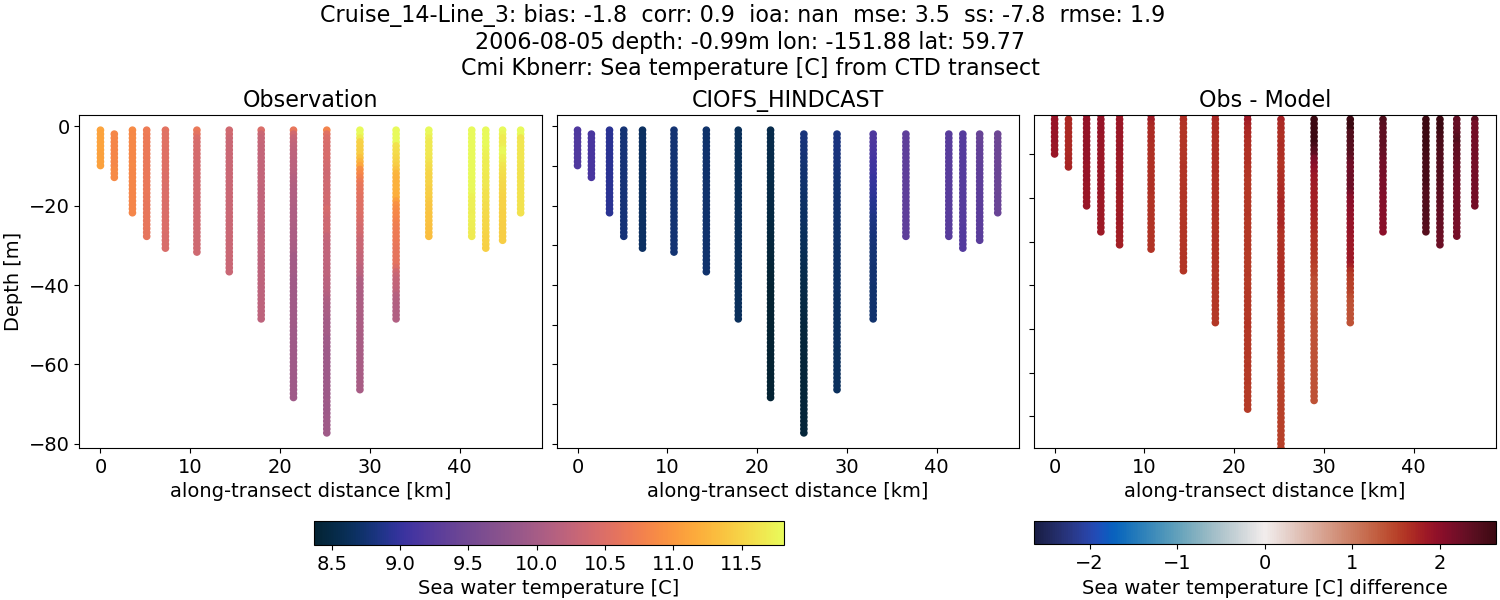 Cruise_14-Line_3: bias: -1.8  corr: 0.9  ioa: nan  mse: 3.5  ss: -7.8  rmse: 1.9
2006-08-05 depth: -0.99m lon: -151.88 lat: 59.77
Cmi Kbnerr: Sea temperature [C] from CTD transect
Observation
CIOFS_HINDCAST
Obs - Model
Depth [m]
0
−20
−40
−60
−80
0 10 20 30 40
0 10 20 30 40
0 10 20 30 40
along-transect distance [km]
along-transect distance [km]
along-transect distance [km]
8.5 9.0 9.5 10.0 10.5 11.0 11.5
Sea water temperature [C]
−2 −1 0 1 2
Sea water temperature [C] difference